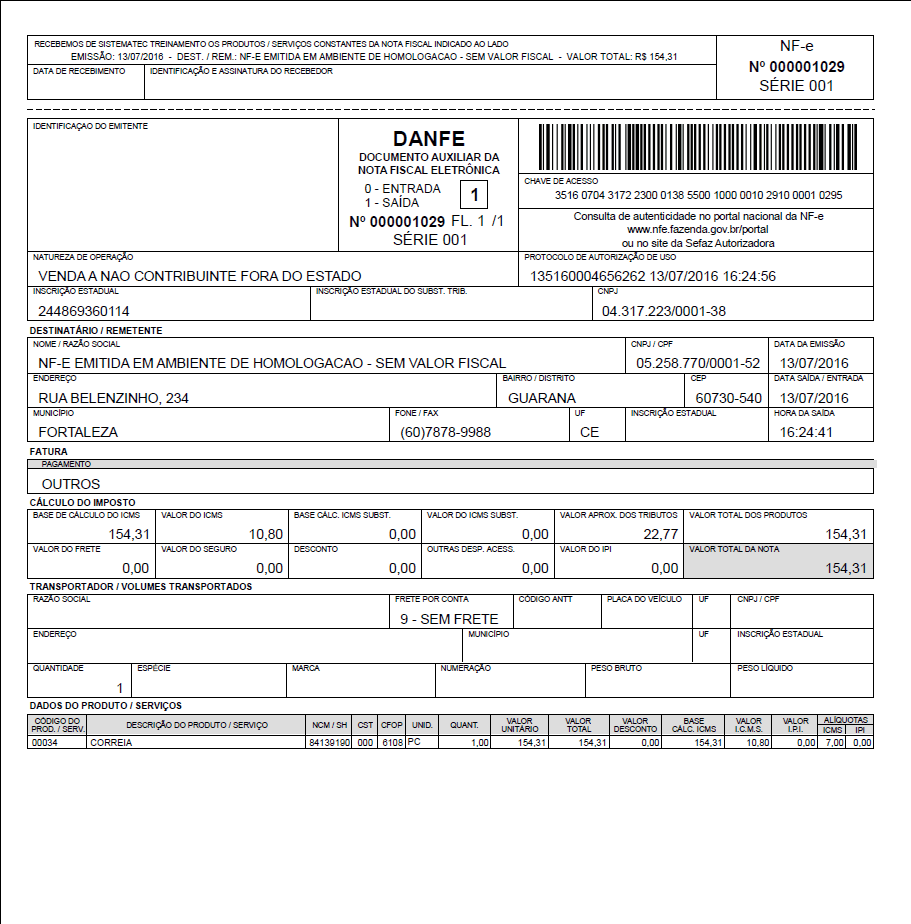 RECEBEMOS DE SISTEMATEC TREINAMENTO OS PRODUTOS / SERVIÇOS CONSTANTES DA NOTA FISCAL INDICADO AO LADO
EMISSÃO: 13/07/2016 - DEST. / REM.: NF-E EMITIDA EM AMBIENTE DE HOMOLOGACAO - SEM VALOR FISCAL - VALOR TOTAL: R$ 154,31
DATA DE RECEBIMENTO IDENTIFICAÇÃO E ASSINATURA DO RECEBEDOR
NF-e
Nº 000001029
SÉRIE 001
IDENTIFICAÇAO DO EMITENTE
DANFE
DOCUMENTO AUXILIAR DA
NOTA FISCAL ELETRÔNICA
0 - ENTRADA
1 - SAÍDA
1
Nº 000001029 FL. 1 /1
SÉRIE 001
CHAVE DE ACESSO
3516 0704 3172 2300 0138 5500 1000 0010 2910 0001 0295
Consulta de autenticidade no portal nacional da NF-e
www.nfe.fazenda.gov.br/portal
ou no site da Sefaz Autorizadora
NATUREZA DE OPERAÇÃO PROTOCOLO DE AUTORIZAÇÃO DE USO
VENDA A NAO CONTRIBUINTE FORA DO ESTADO 135160004656262 13/07/2016 16:24:56
INSCRIÇÃO ESTADUAL INSCRIÇÃO ESTADUAL DO SUBST. TRIB. CNPJ
244869360114 04.317.223/0001-38
DESTINATÁRIO / REMETENTE
NOME / RAZÃO SOCIAL CNPJ / CPF DATA DA EMISSÃO
NF-E EMITIDA EM AMBIENTE DE HOMOLOGACAO - SEM VALOR FISCAL 05.258.770/0001-52 13/07/2016
ENDEREÇO BAIRRO / DISTRITO CEP DATA SAÍDA / ENTRADA
RUA BELENZINHO, 234 GUARANA 60730-540 13/07/2016
MUNICÍPIO FONE / FAX UF INSCRIÇÃO ESTADUAL HORA DA SAÍDA
FORTALEZA (60)7878-9988 CE 16:24:41
FATURA
PAGAMENTO
OUTROS
CÁLCULO DO IMPOSTO
BASE DE CÁLCULO DO ICMS VALOR DO ICMS BASE CÁLC. ICMS SUBST. VALOR DO ICMS SUBST. VALOR APROX. DOS TRIBUTOS VALOR TOTAL DOS PRODUTOS
154,31 10,80 0,00 0,00 22,77 154,31
VALOR DO FRETE VALOR DO SEGURO DESCONTO OUTRAS DESP. ACESS. VALOR DO IPI VALOR TOTAL DA NOTA
0,00 0,00 0,00 0,00 0,00 154,31
TRANSPORTADOR / VOLUMES TRANSPORTADOS
RAZÃO SOCIAL FRETE POR CONTA CÓDIGO ANTT PLACA DO VEÍCULO UF CNPJ / CPF
9 - SEM FRETE
ENDEREÇO MUNICÍPIO UF INSCRIÇÃO ESTADUAL
QUANTIDADE ESPÉCIE MARCA NUMERAÇÃO PESO BRUTO PESO LÍQUIDO
1
DADOS DO PRODUTO / SERVIÇOS
CÓDIGO DO PROD. / SERV. DESCRIÇÃO DO PRODUTO / SERVIÇO NCM / SH CST CFOP UNID. QUANT. VALOR UNITÁRIO VALOR TOTAL VALOR DESCONTO BASE CÁLC. ICMS VALOR I.C.M.S. VALOR I.P.I. ALÍQUOTAS ICMS IPI
00034 CORREIA 84139190 000 6108 PC 1,00 154,31 154,31 0,00 154,31 10,80 0,00 7,00 0,00